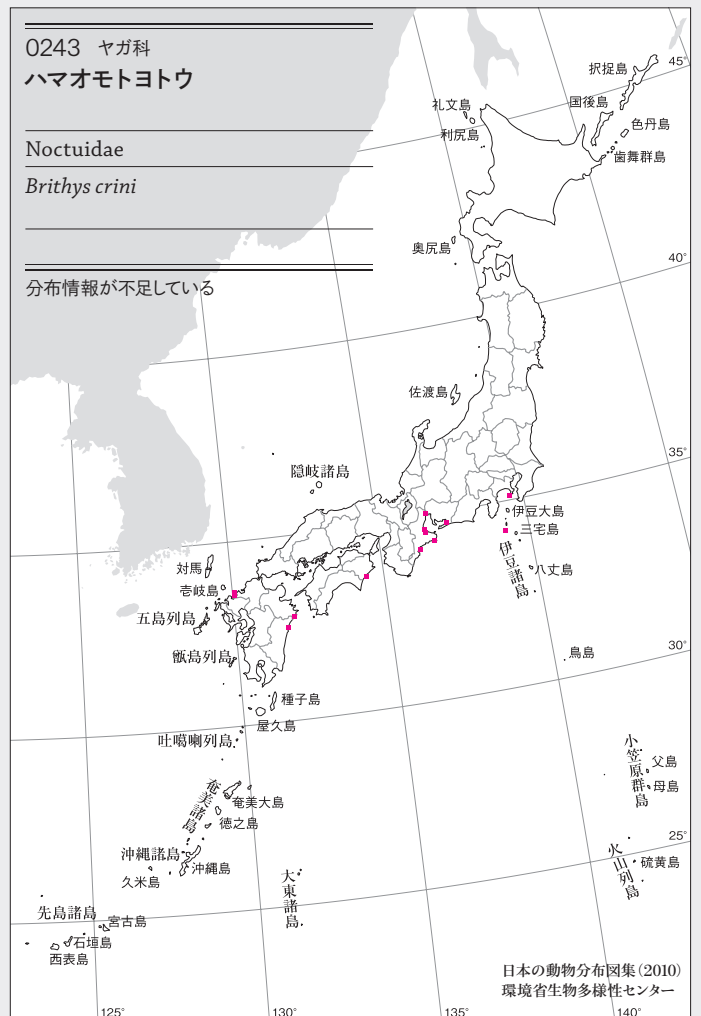 0243 ヤガ科
ハマオモトヨトウ
Noctuidae
Brithys crini
分布情報が不足している
択捉島
45°
礼文島
国後島
利尻島
色丹島
歯舞群島
奥尻島
40°
佐渡島
35°
隠岐諸島
伊豆大島
三宅島
伊豆諸島
八丈島
対馬
壱岐島
五島列島
甑島列島
鳥島
30°
種子島
屋久島
吐噶喇列島
小笠原群島
父島
母島
奄美諸島
奄美大島
徳之島
25°
沖縄諸島
沖縄島
久米島
火山列島
硫黄島
大東諸島
先島諸島
宮古島
石垣島
西表島
日本の動物分布図集(2010)
環境省生物多様性センター
125°
130°
135°
140°